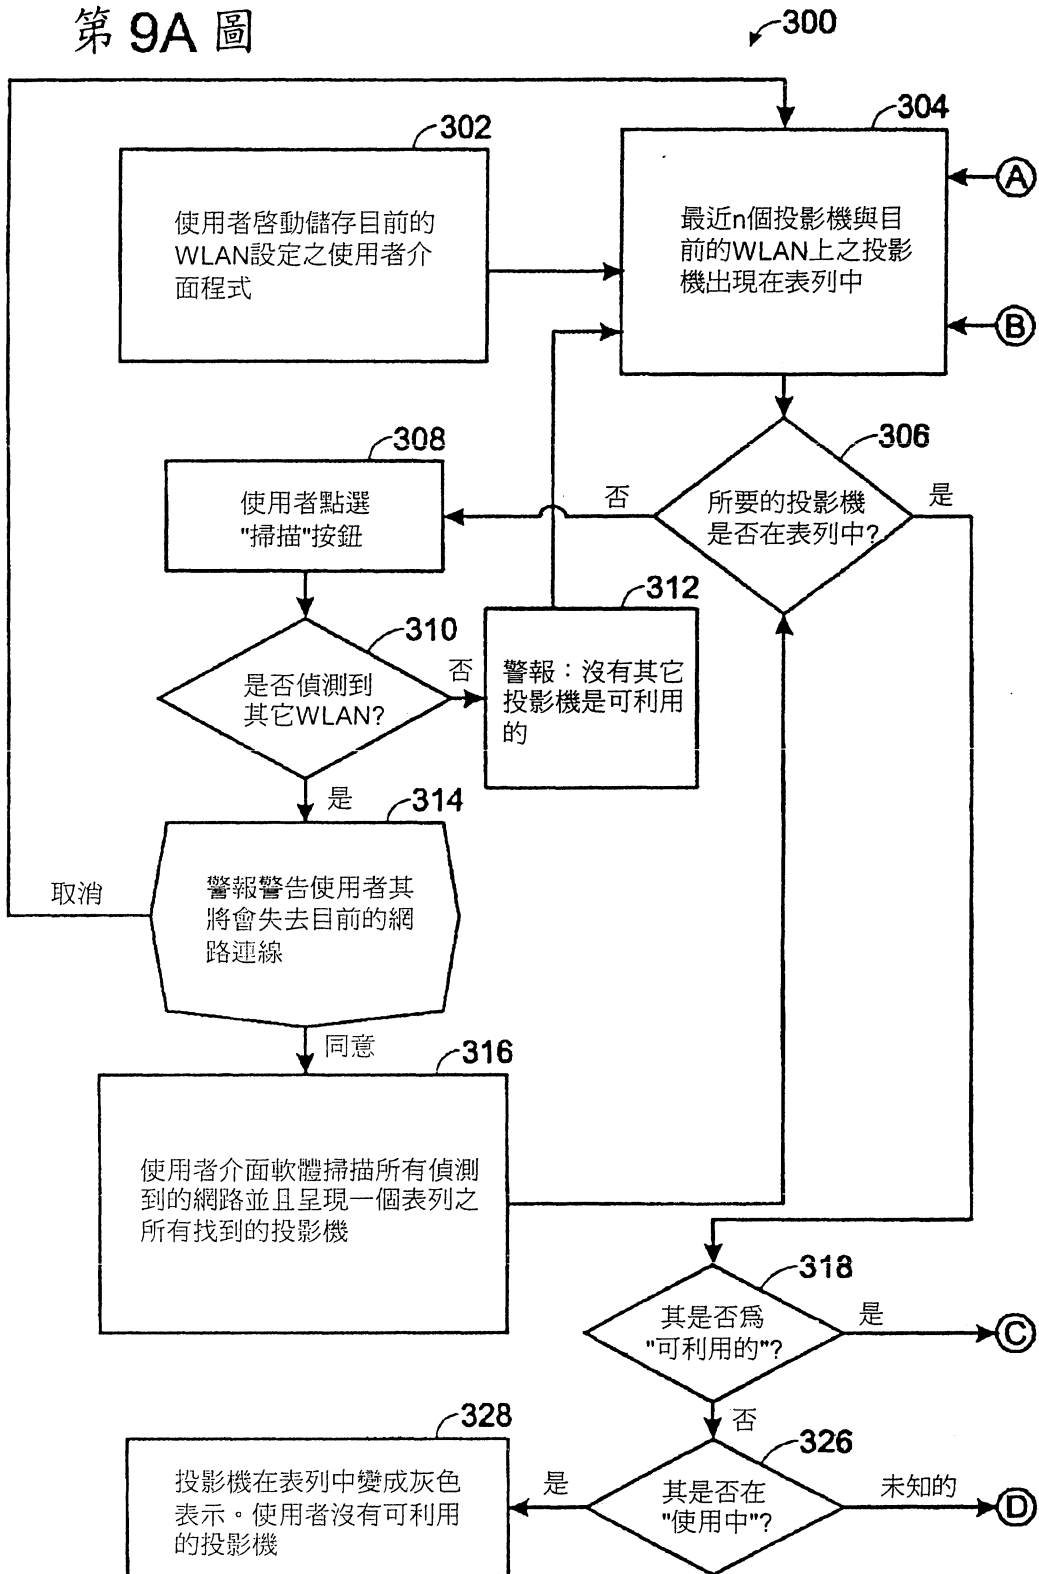 第9A圖
300
302
使用者啓動儲存目前的
WLAN設定之使用者介
面程式
304
最近n個投影機與目
前的WLAN上之投影
機出現在表列中
A
B
306
所要的投影機
是否在表列中?
否
是
308
使用者點選
"掃描"按鈕
310
是否偵測到
其它WLAN?
否
是
312
警報：沒有其它
投影機是可利用
的
314
警報警告使用者其
將會失去目前的網
路連線
取消
同意
316
使用者介面軟體掃描所有偵測
到的網路並且呈現一個表列之
所有找到的投影機
318
其是否爲
"可利用的"?
是
C
否
326
其是否在
"使用中"?
是
未知的
D
328
投影機在表列中變成灰色
表示。使用者沒有可利用
的投影機